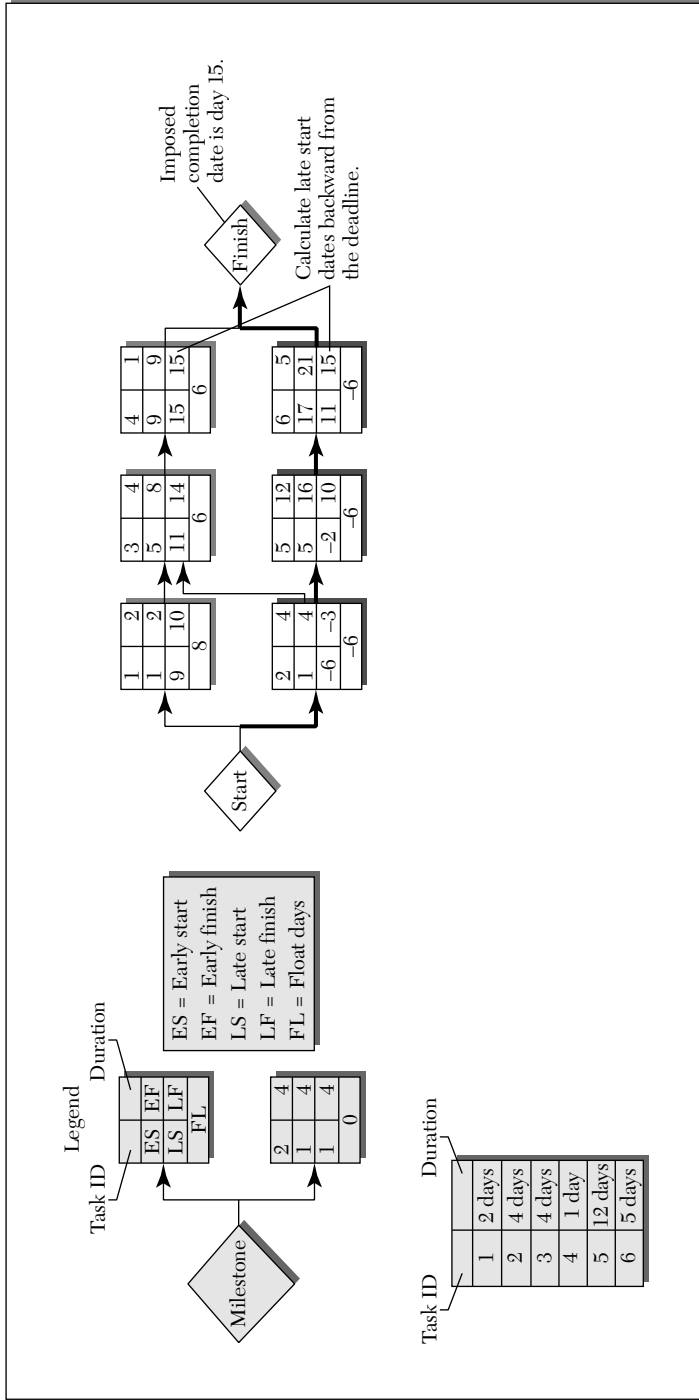 Legend
Task ID
Duration
ES EF
LS LF
FL
Milestone
2 4
1 4
1 4
0
ES = Early start
EF = Early finish
LS = Late start
LF = Late finish
FL = Float days
Task ID
Duration
1 2 days
2 4 days
3 4 days
4 1 day
5 12 days
6 5 days
Start
1 2
1 2
9 10
8
3 4
5 8
11 14
6
4 1
9 9
15 15
6
2 4
1 4
–6 –3
–6
5 12
5 16
–2 10
–6
6 5
17 21
11 15
–6
Finish
Imposed
completion
date is day 15.
Calculate late start
dates backward from
the deadline.